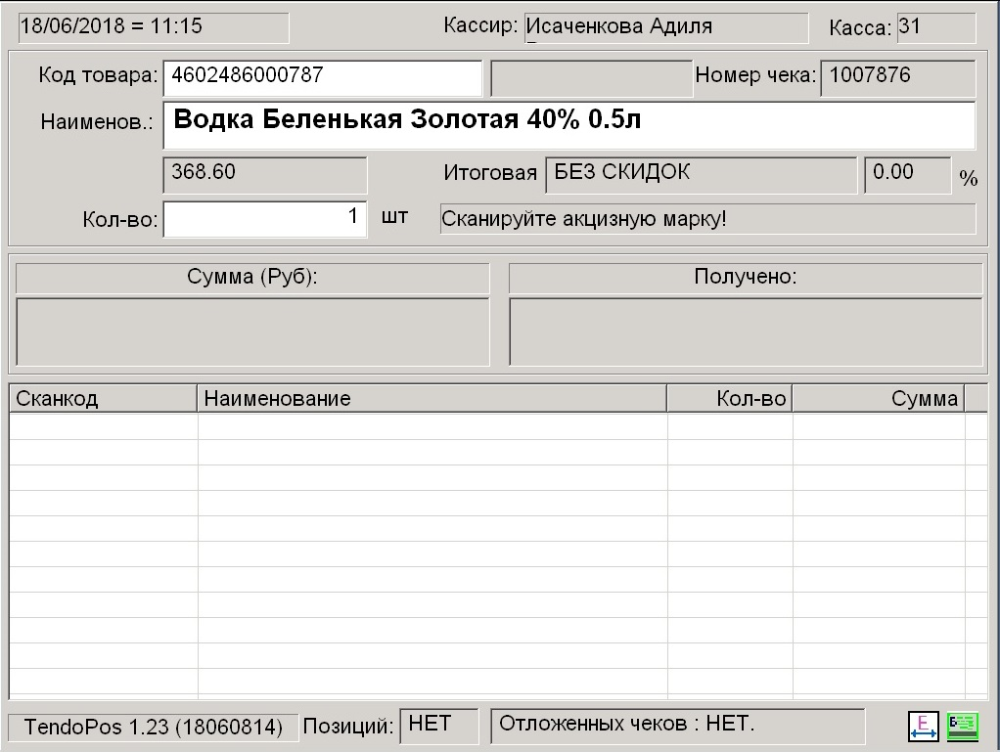 18/06/2018 = 11:15 Кассир: Исаченкова Адиля Касса: 31
Код товара: 4602486000787 Номер чека: 1007876
Наименов.: Водка Беленькая Золотая 40% 0.5л
368.60 Итоговая БЕЗ СКИДОК 0.00 %
Кол-во: 1 шт Сканируйте акцизную марку!
Сумма (Руб): Получено:
Сканкод Наименование Кол-во Сумма
TendoPos 1.23 (18060814) Позиций: НЕТ Отложенных чеков : НЕТ.